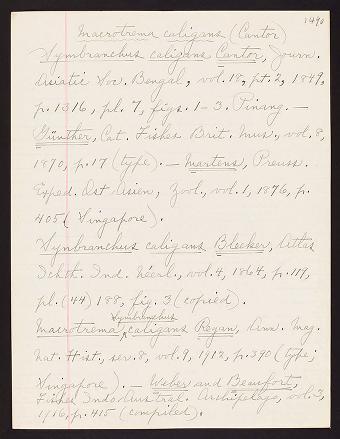 1490
Macrotrema caligans (Cantor)
Symbranchus caligans Cantor, Journ.
Asiatic Soc. Bengal, vol. 18, pt. 2, 1849,
p. 1316, pl. 7, figs. 1-3. Pinang. —
Günther, Cat. Fishes Brit. Mus., vol. 8,
1870, p. 17 (type). — Martens, Preuss.
Exped. Ost Asien, Zool., vol. 1, 1876, p.
405 (Singapore).
Synbranchus caligans Bleeker, Atlas
Ichth. Ind. Néerl., vol. 4, 1864, p. 119,
pl. (44) 188, fig. 3 (copied).
Symbranchus
Macrotrema ^ caligans Regan, Ann. Mag.
Nat. Hist., ser. 8, vol. 9, 1912, p. 390 (type;
Singapore). — Weber and Beaufort,
Fishes Indo Austral. Archipelago, vol. 3,
1916, p. 415 (compiled).